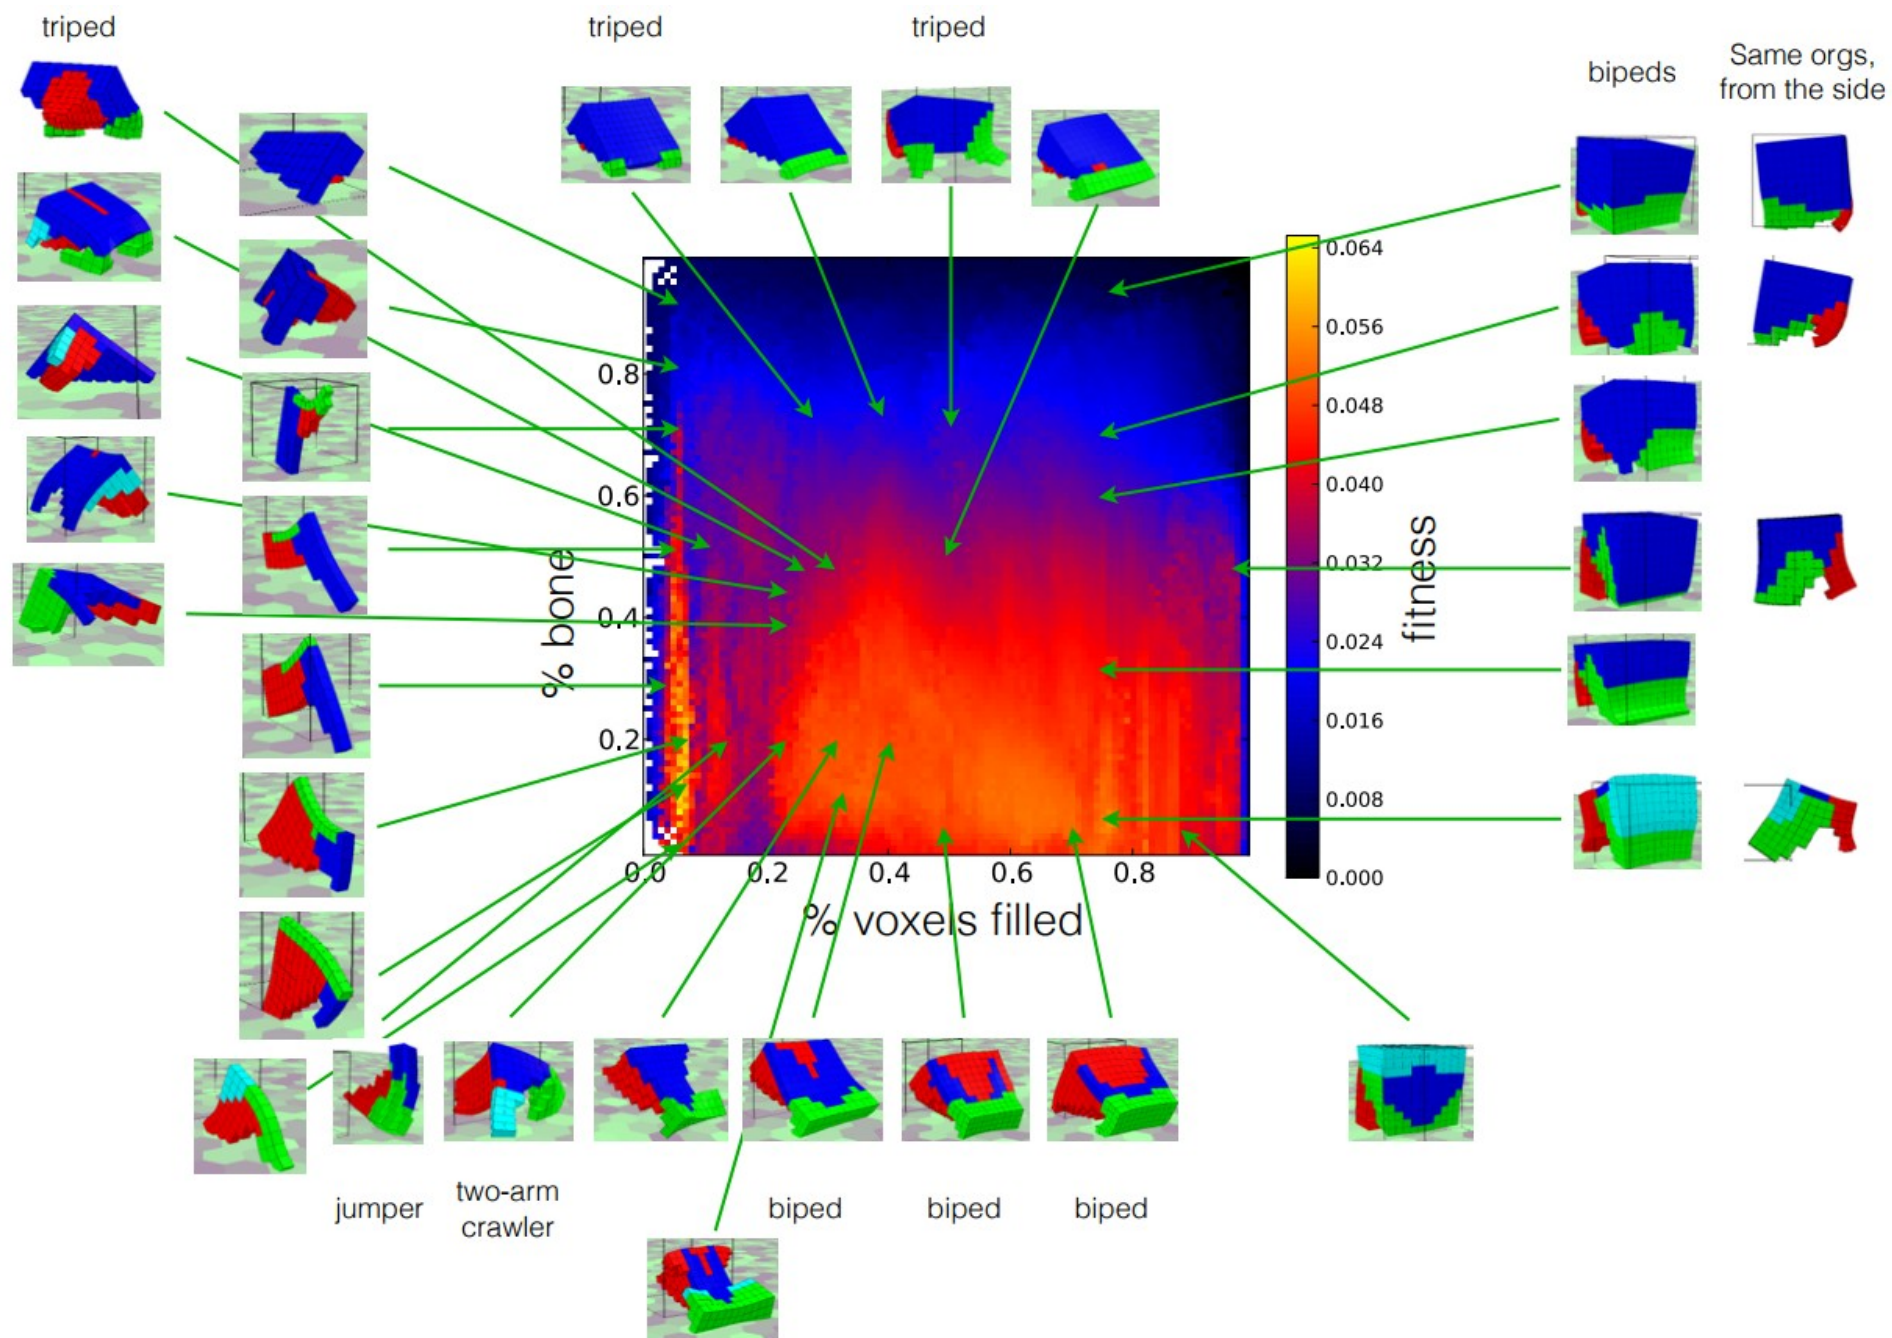 triped
triped
triped
bipeds
Same orgs,
from the side
0.064
0.056
0.048
0.040
0.032
0.024
0.016
0.008
0.000
fitness
0.8
0.6
0.4
0.2
% bone
0.0
0.2
0.4
0.6
0.8
% voxels filled
jumper
two-arm
crawler
biped
biped
biped